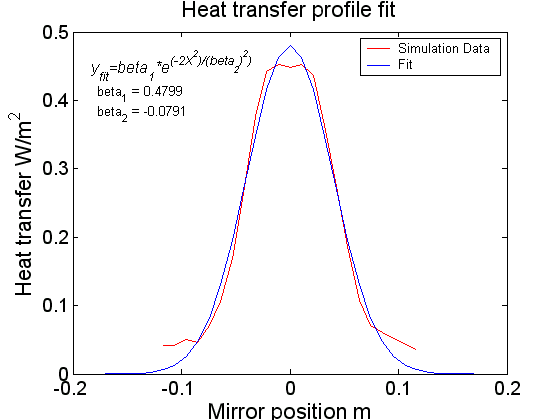 Heat transfer profile fit
y_fit=beta_1*e^(-2X^2)/(beta_2)^2)
beta_1 = 0.4799
beta_2 = -0.0791
Simulation Data
Fit
Heat transfer W/m^2
0.5
0.4
0.3
0.2
0.1
0
-0.2 -0.1 0 0.1 0.2
Mirror position m